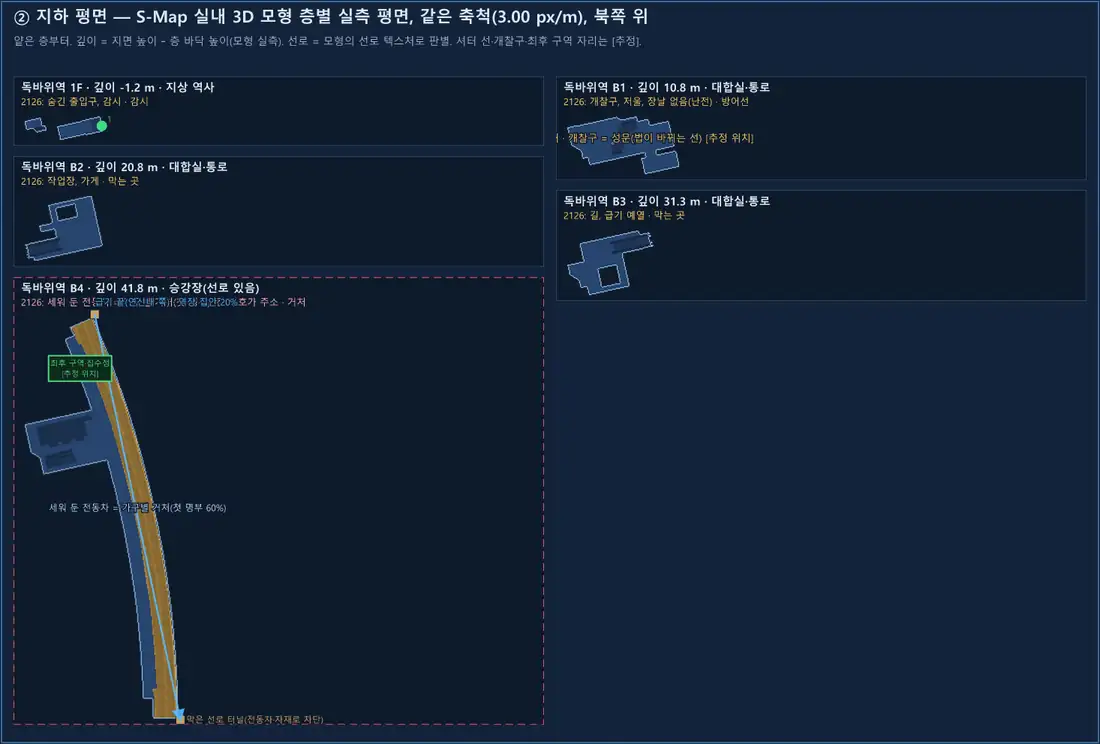 ② 지하 평면 — S-Map 실내 3D 모형 층별 실측 평면, 같은 축척(3.00 px/m), 북쪽 위
얕은 층부터. 깊이 = 지면 높이 - 층 바닥 높이(모형 실측). 선로 = 모형의 선로 텍스처로 판별. 셔터 선·개찰구·최후 구역 자리는 [추정].
독바위역 1F · 깊이 -1.2 m · 지상 역사
2126: 숨긴 출입구, 감시 · 감시
1
독바위역 B1 · 깊이 10.8 m · 대합실·통로
2126: 개찰구, 저울, 장날 없음(난전) · 방어선
· 개찰구 = 성문(법이 바뀌는 선) [추정 위치]
독바위역 B2 · 깊이 20.8 m · 대합실·통로
2126: 작업장, 가게 · 막는 곳
독바위역 B3 · 깊이 31.3 m · 대합실·통로
2126: 길, 급기 예열 · 막는 곳
독바위역 B4 · 깊이 41.8 m · 승강장(선로 있음)
2126: 세워 둔 호가 주소 · 거처
최후 구역 집수정
[추정 위치]
세워 둔 전동차 = 가구별 거처(첫 명부 60%)
막은 선로 터널(전동차·자재로 차단)